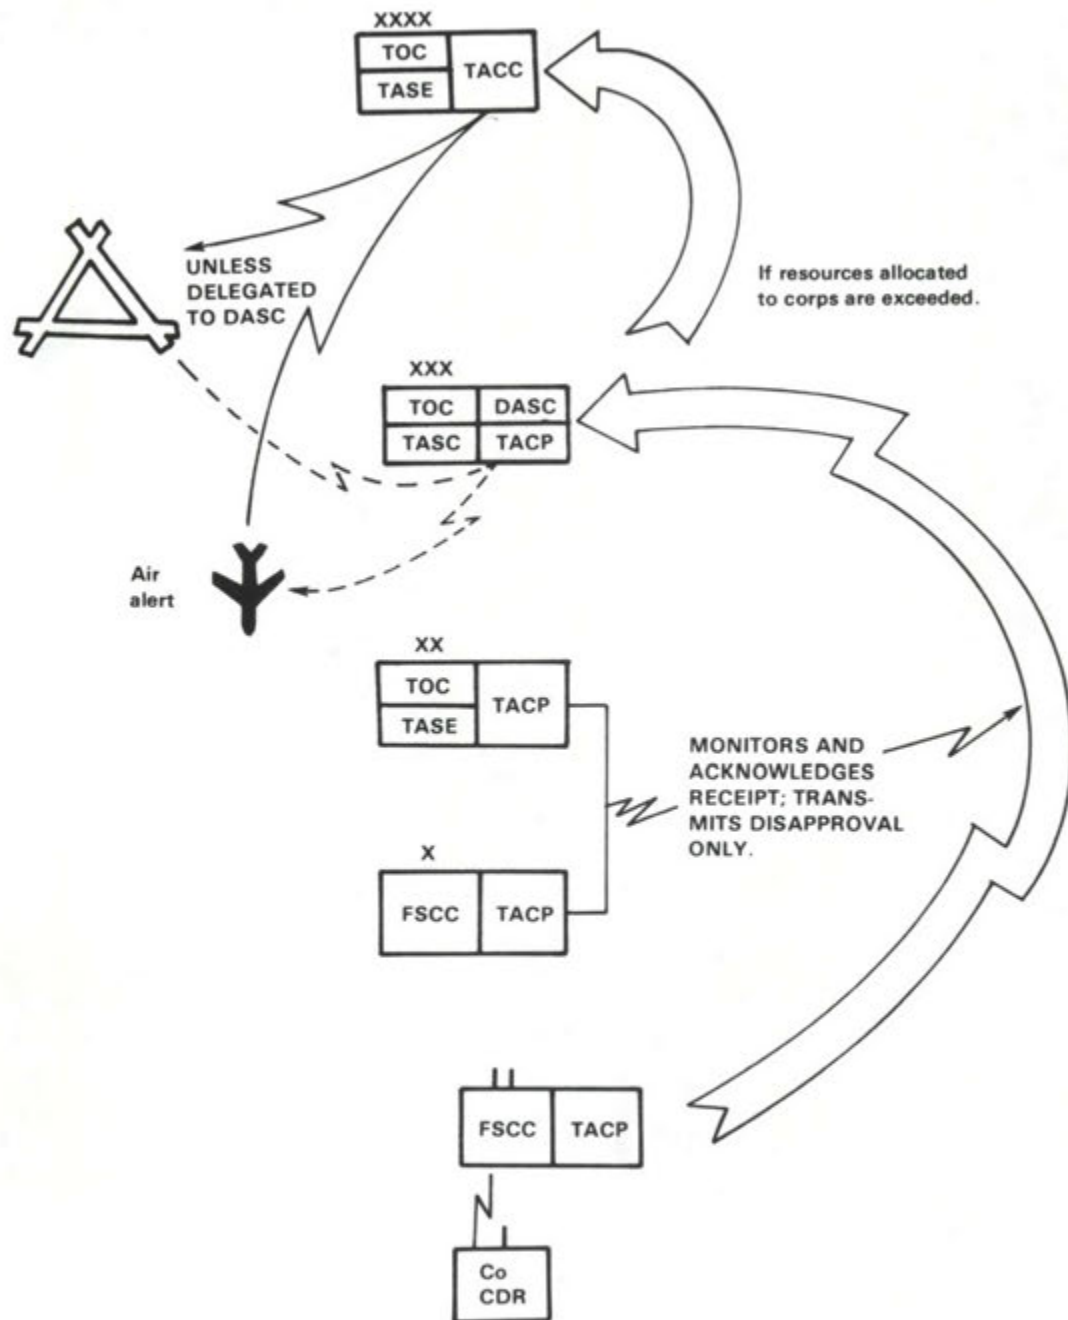 XXXX
TOC
TACC
TASE
UNLESS
DELEGATED
TO DASC
If resources allocated
to corps are exceeded.
XXX
TOC
DASC
TASC
TACP
Air
alert
XX
TOC
TACP
TASE
MONITORS AND
ACKNOWLEDGES
RECEIPT; TRANS-
MITS DISAPPROVAL
ONLY.
X
FSCC
TACP
FSCC
TACP
Co
CDR